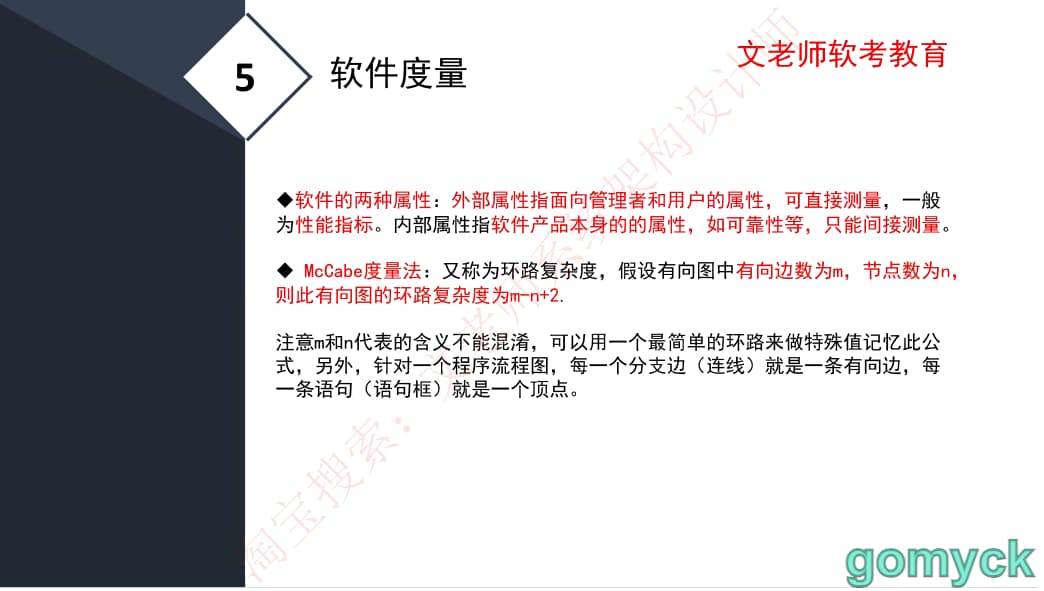 文老师软考教育
5
软件度量
◆软件的两种属性：外部属性指面向管理者和用户的属性，可直接测量，一般
为性能指标。内部属性指软件产品本身的的属性，如可靠性等，只能间接测量。
◆ McCabe度量法：又称为环路复杂度，假设有向图中有向边数为m，节点数为n，
则此有向图的环路复杂度为m-n+2.
注意m和n代表的含义不能混淆，可以用一个最简单的环路来做特殊值记忆此公
式，另外，针对一个程序流程图，每一个分支边（连线）就是一条有向边，每
一条语句（语句框）就是一个顶点。
淘宝搜索：文老师系统架构设计师
gomyck